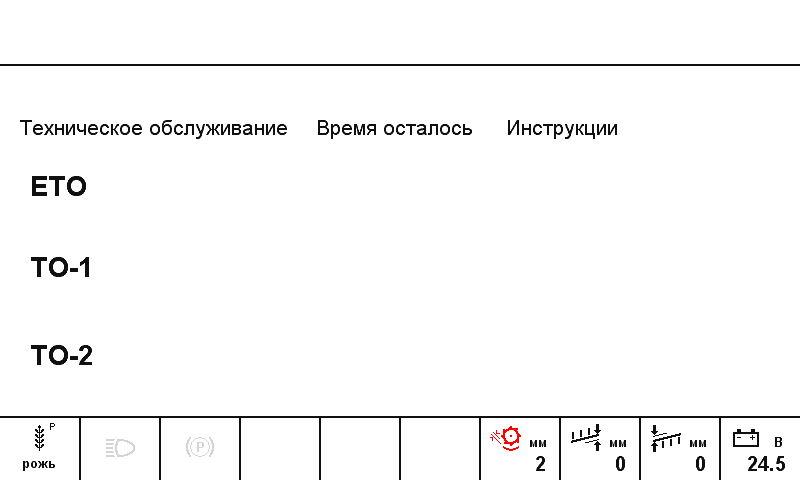 Техническое обслуживание Время осталось Инструкции
ЕТО
ТО-1
ТО-2
Р
рожь
(P)
мм
2
мм
0
мм
0
В
24.5